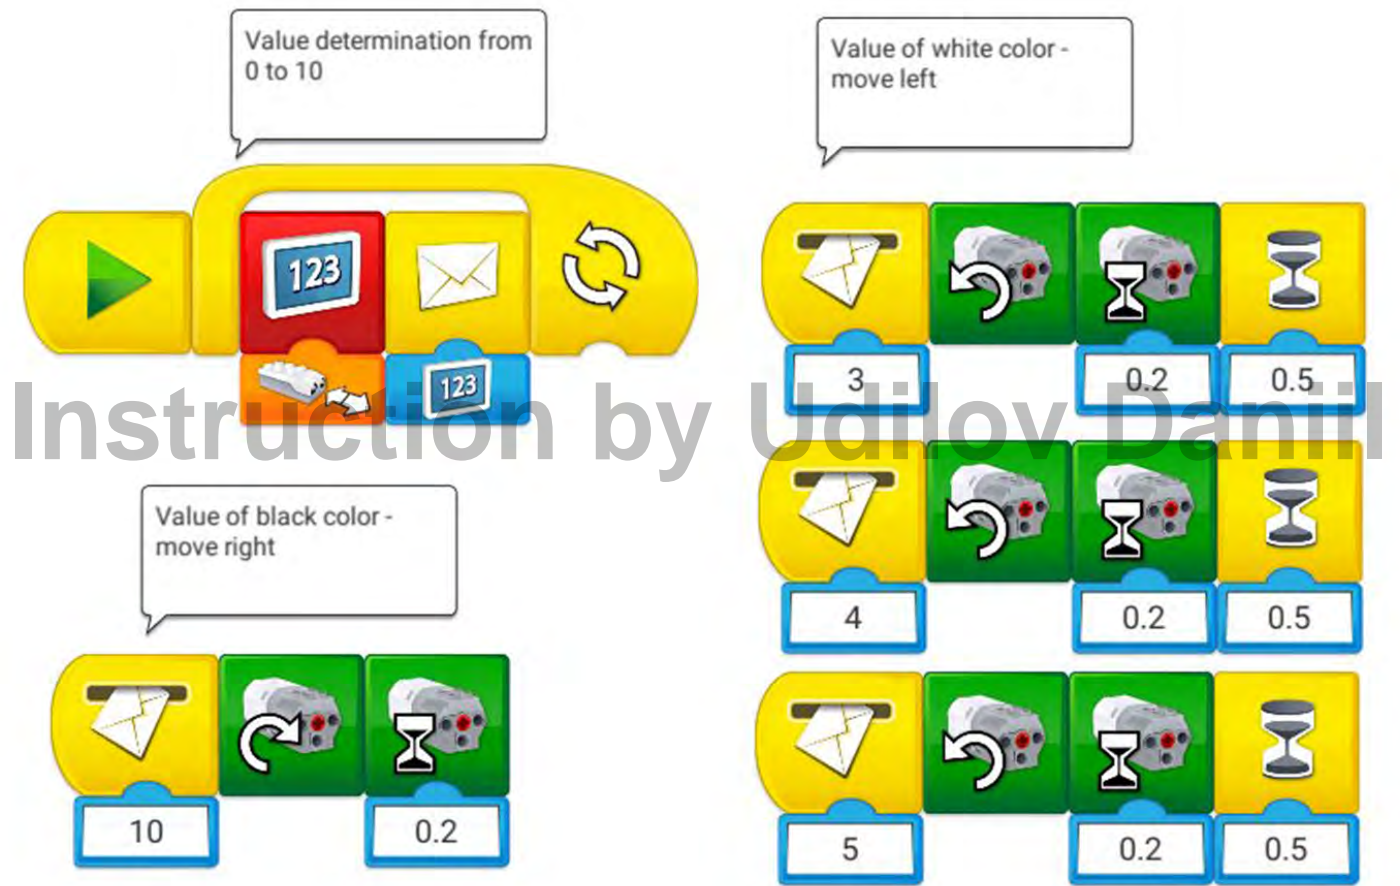 Value determination from
0 to 10
123
123
Value of white color -
move left
3
0.2
0.5
Instruction by Udilov Daniil
4
0.2
0.5
Value of black color -
move right
10
0.2
5
0.2
0.5